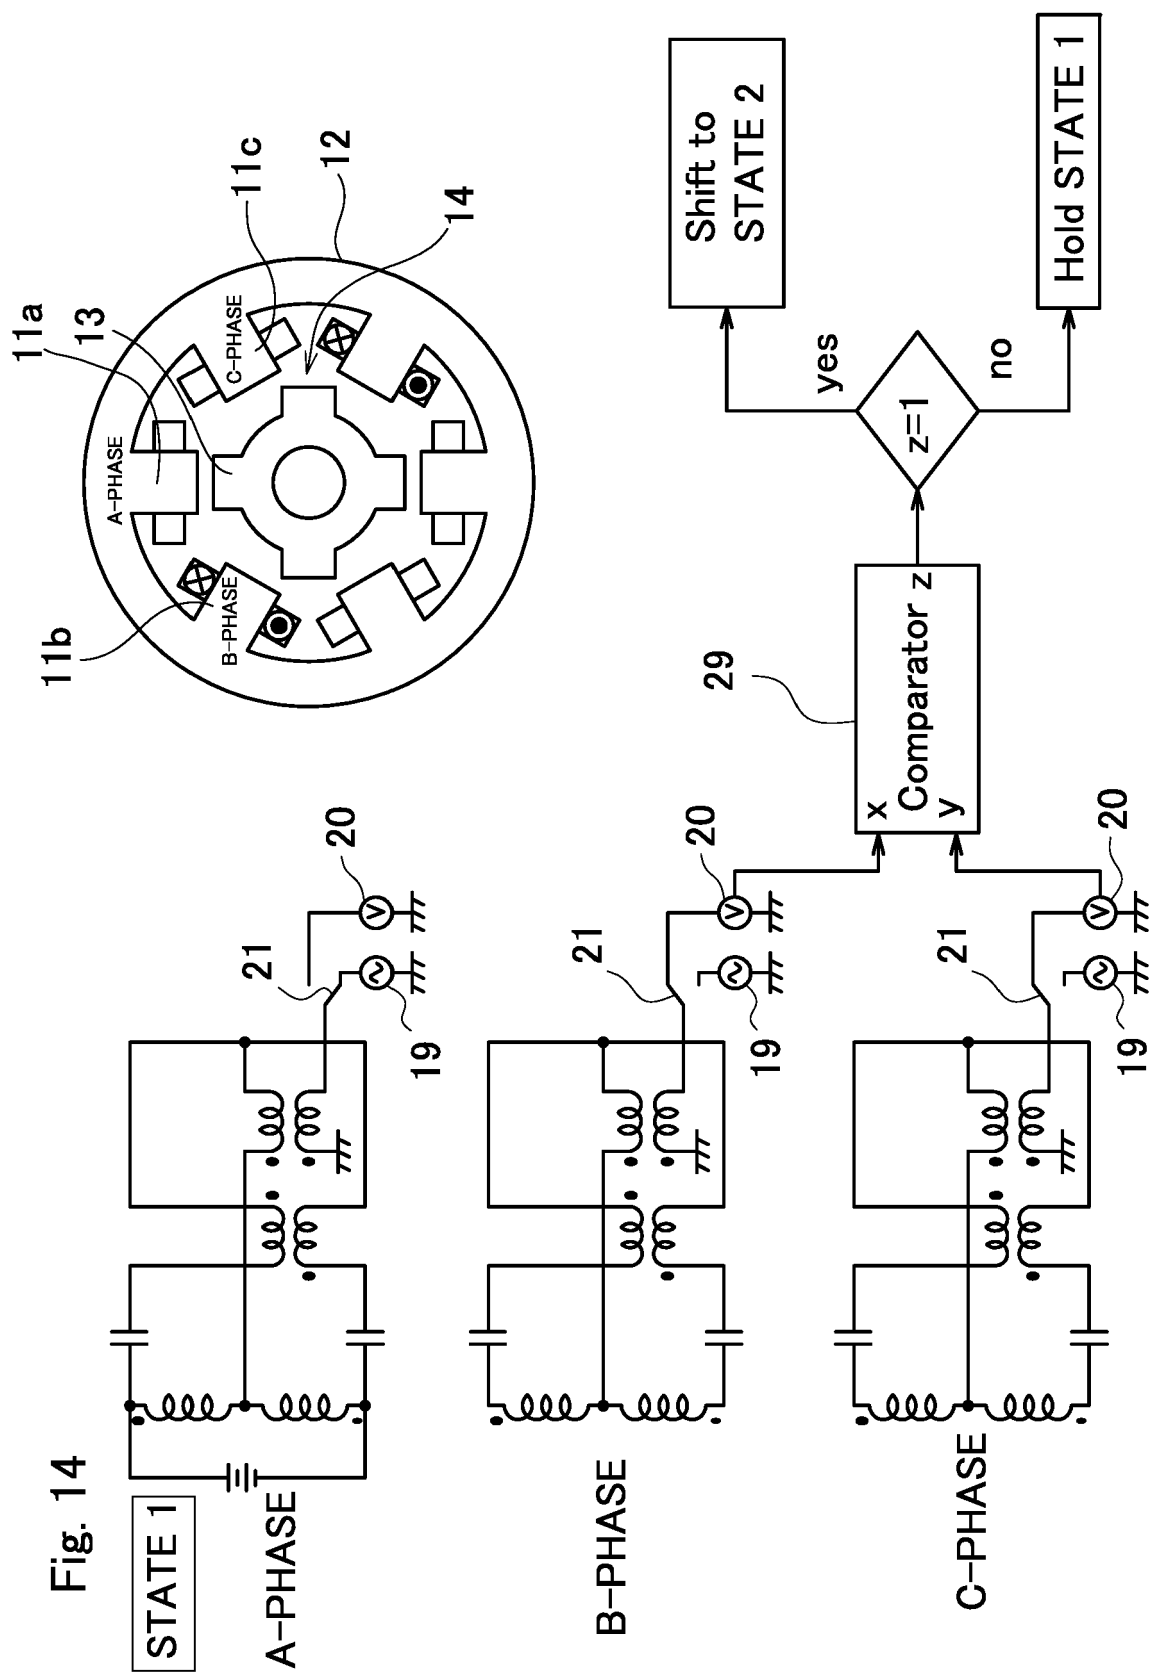 Fig. 14
STATE 1
A-PHASE
21
19
20
11b
B-PHASE
A-PHASE
11a
13
C-PHASE
11c
12
14
B-PHASE
21
19
20
V
V
V
29
x
Comparator z
y
z=1
yes
no
Shift to
STATE 2
Hold STATE 1
C-PHASE
21
19
20